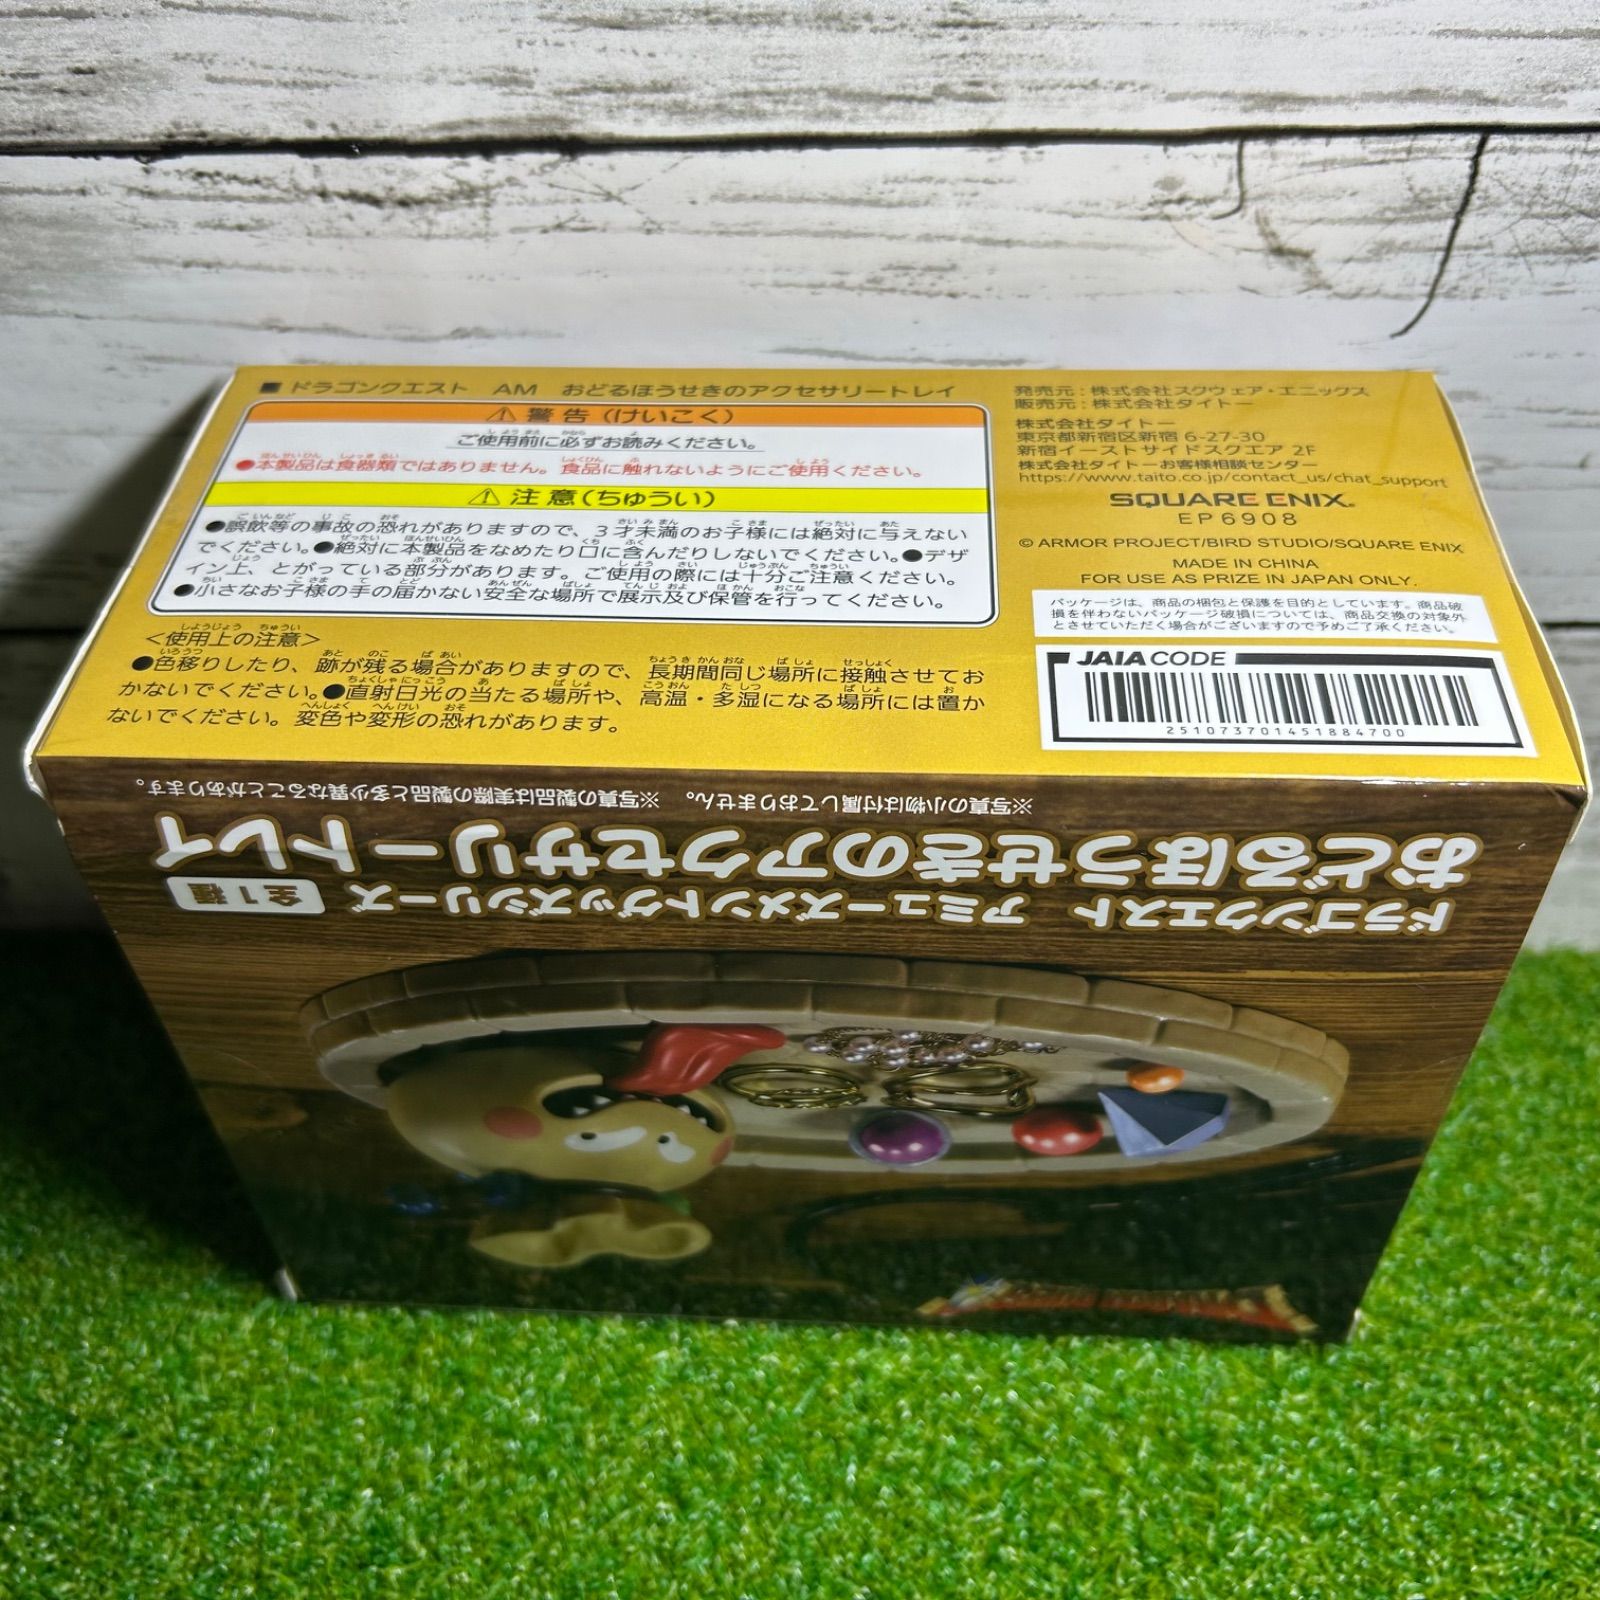 ■ ドラゴンクエスト AM おどるほうせきのアクセサリートレイ
⚠ 警告(けいこく)
ご使用前に必ずお読みください。
●本製品は食器類ではありません。食品に触れないようにご使用ください。
⚠ 注意(ちゅうい)
●誤飲等の事故の恐れがありますので、3才未満のお子様には絶対に与えない
でください。●絶対に本製品をなめたり口に含んだりしないでください。●デザ
イン上、とがっている部分があります。ご使用の際には十分ご注意ください。
●小さなお子様の手の届かない安全な場所で展示及び保管を行ってください。
<使用上の注意>
●色移りしたり、跡が残る場合がありますので、長期間同じ場所に接触させてお
かないでください。●直射日光の当たる場所や、高温・多湿になる場所には置か
ないでください。変色や変形の恐れがあります。
発売元:株式会社スクウェア・エニックス
販売元:株式会社タイトー
株式会社タイトー
東京都新宿区新宿 6-27-30
新宿イーストサイドスクエア 2F
株式会社タイトーお客様相談センター
https://www.taito.co.jp/contact_us/chat_support
SQUARE ENIX.
EP6908
© ARMOR PROJECT/BIRD STUDIO/SQUARE ENIX
MADE IN CHINA
FOR USE AS PRIZE IN JAPAN ONLY.
パッケージは、商品の梱包と保護を目的としています。商品破
損を伴わないパッケージ破損については、商品交換の対象外
とさせていただく場合がございますので予めご了承ください。
JAIA CODE
251073701451884700
ドラゴンクエスト アミューズメントグッズシリーズ
全1種
おどるほうせきのアクセサリートレイ
※写真の小物は付属しておりません。 ※写真の製品は実際の製品と多少異なることがあります。